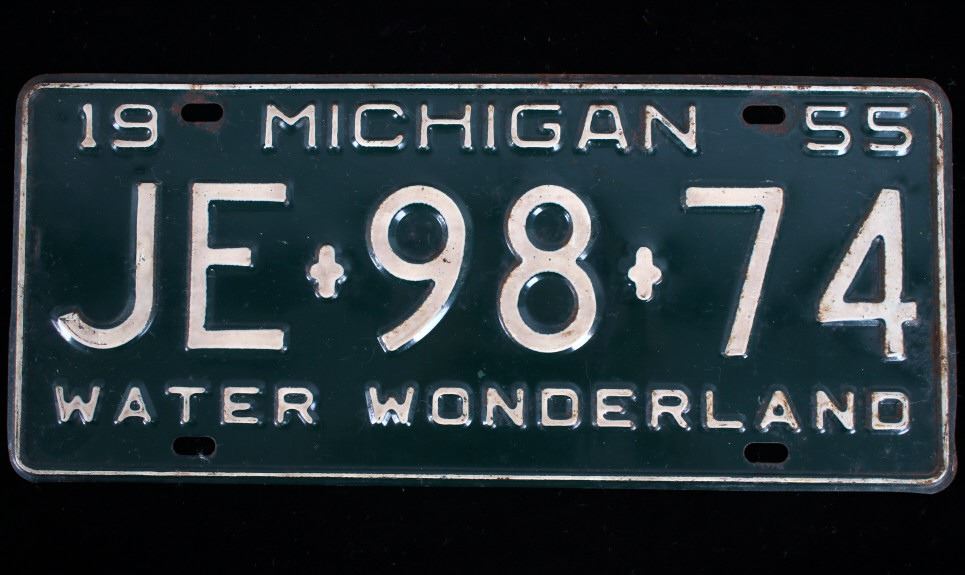 19 MICHIGAN 55
JE 98 74
WATER WONDERLAND